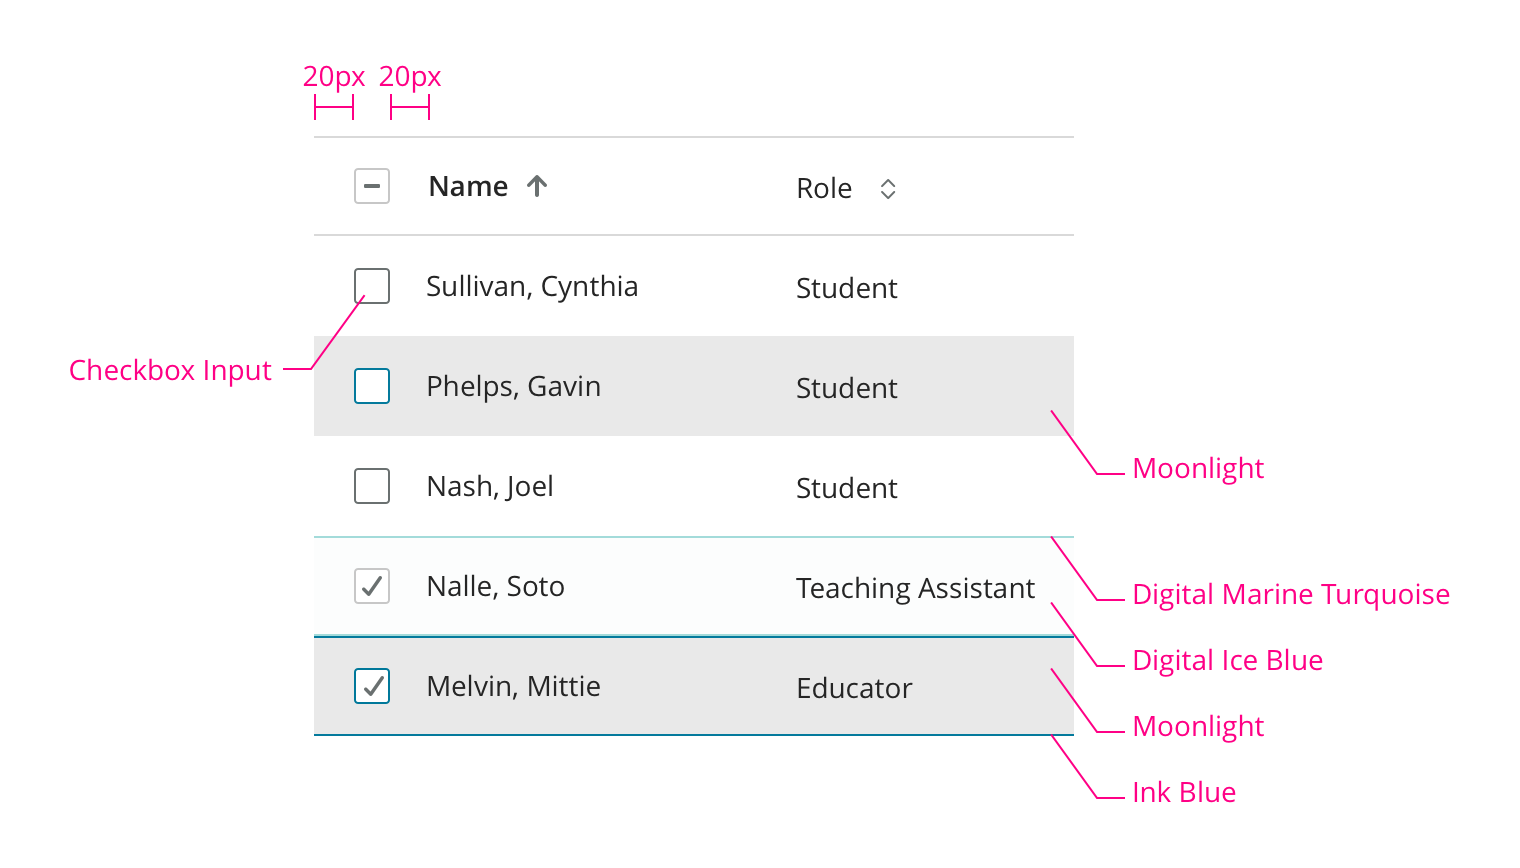 20px 20px
Name Role
Sullivan, Cynthia Student
Checkbox Input
Phelps, Gavin Student
Moonlight
Nash, Joel Student
Nalle, Soto Teaching Assistant
Digital Marine Turquoise
Digital Ice Blue
Melvin, Mittie Educator
Moonlight
Ink Blue